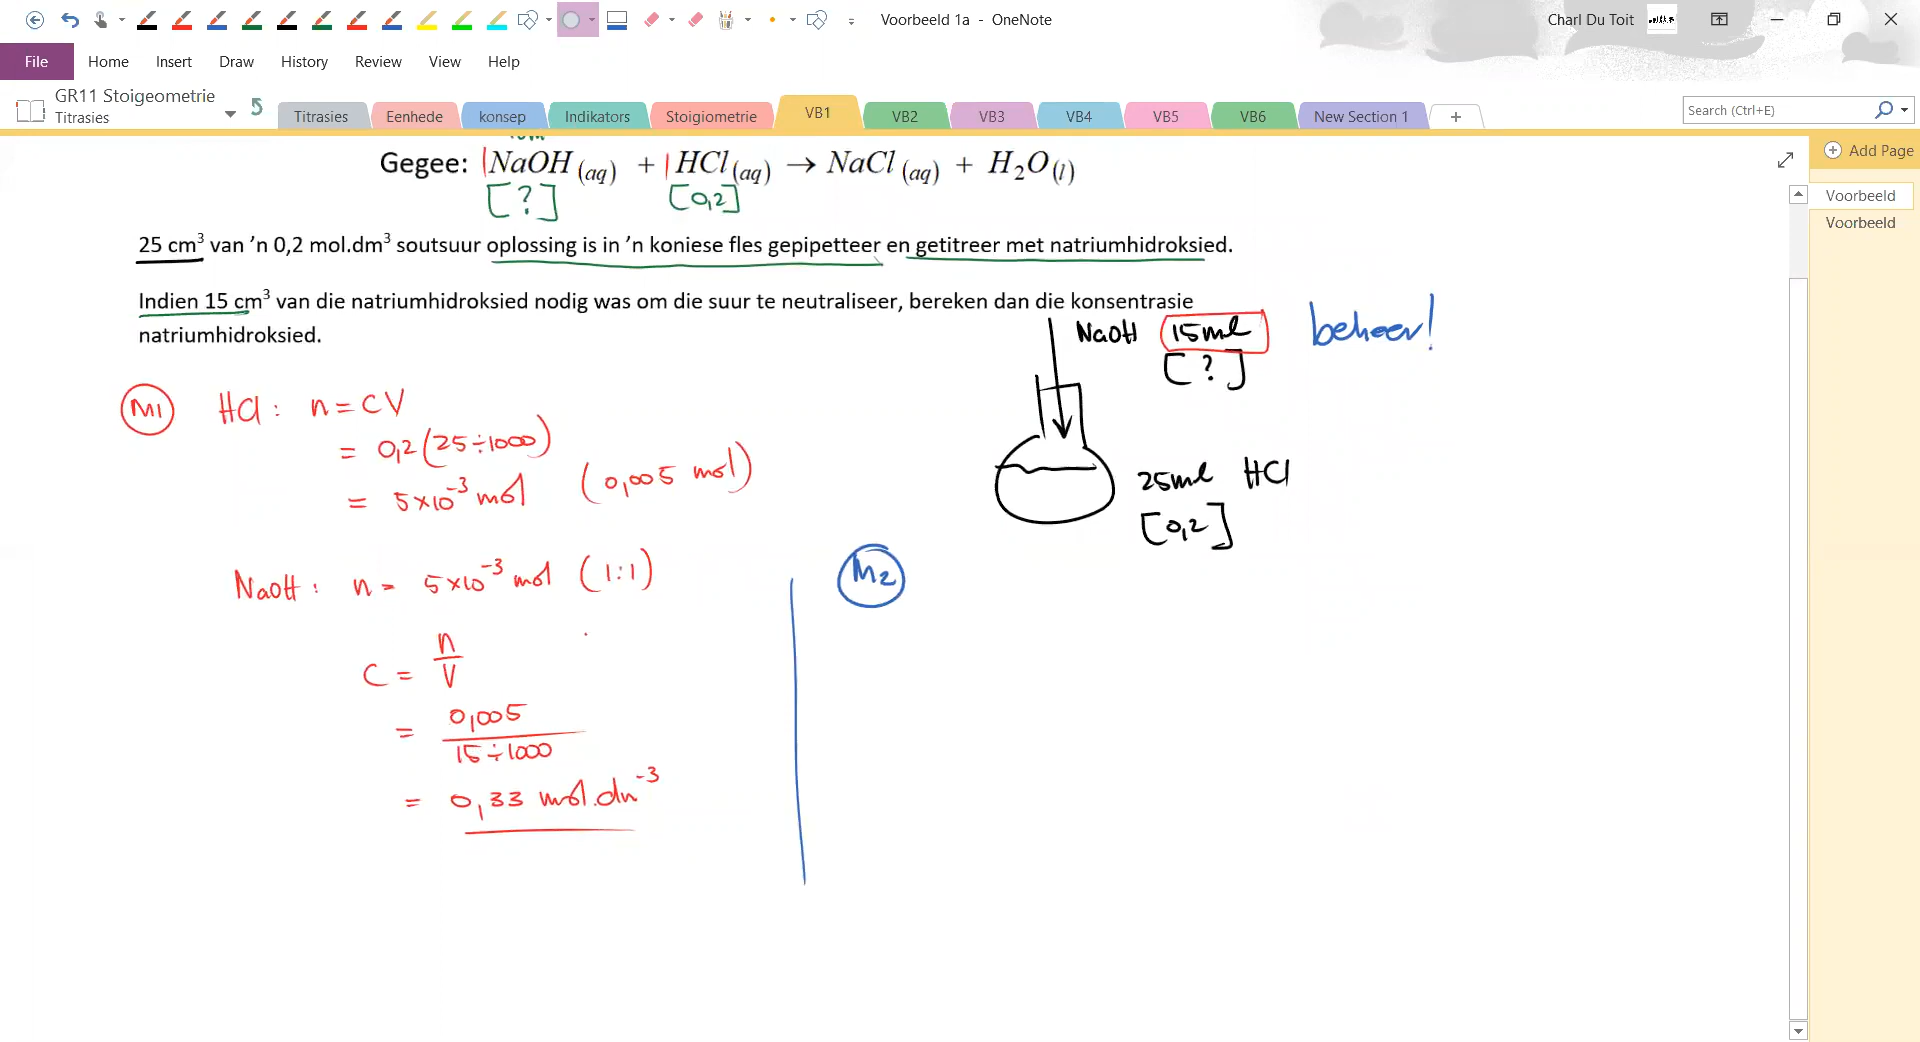 Voorbeeld 1a - OneNote
Charl Du Toit
File Home Insert Draw History Review View Help
GR11 Stoigeometrie
Titrasies
Titrasies Eenhede konsep Indikators Stoigiometrie VB1 VB2 VB3 VB4 VB5 VB6 New Section 1 +
Search (Ctrl+E)
Add Page
Voorbeeld
Voorbeeld
Gegee: 1NaOH(aq) + 1HCl(aq) → NaCl(aq) + H2O(l)
[?] [0,2]
25 cm³ van 'n 0,2 mol.dm³ soutsuur oplossing is in 'n koniese fles gepipetteer en getitreer met natriumhidroksied.
Indien 15 cm³ van die natriumhidroksied nodig was om die suur te neutraliseer, bereken dan die konsentrasie
natriumhidroksied.
NaOH 15ml beheer!
[?]
25ml HCl
[0,2]
M1 HCl: n = CV
= 0,2(25÷1000)
= 5×10⁻³ mol (0,005 mol)
NaOH: n = 5×10⁻³ mol (1:1)
C = n/V
= 0,005/15÷1000
= 0,33 mol.dm⁻³
M2